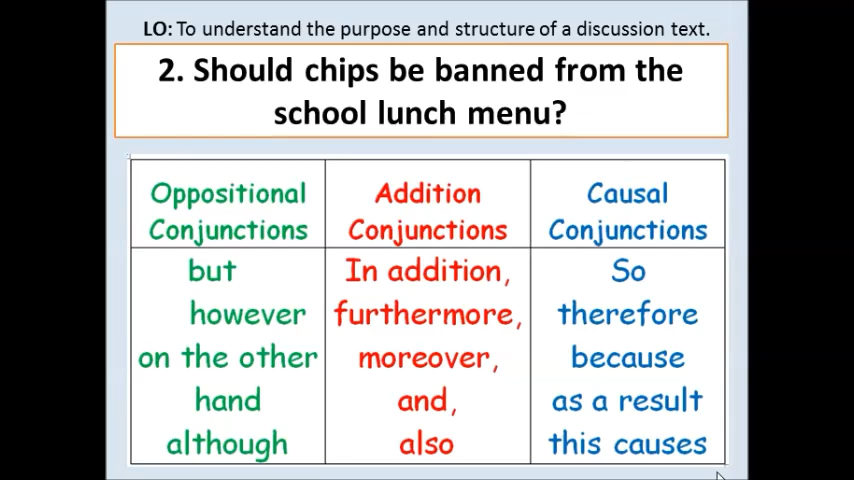 LO: To understand the purpose and structure of a discussion text.
2. Should chips be banned from the
school lunch menu?
Oppositional
Conjunctions
Addition
Conjunctions
Causal
Conjunctions
but
however
on the other
hand
although
In addition,
furthermore,
moreover,
and,
also
So
therefore
because
as a result
this causes